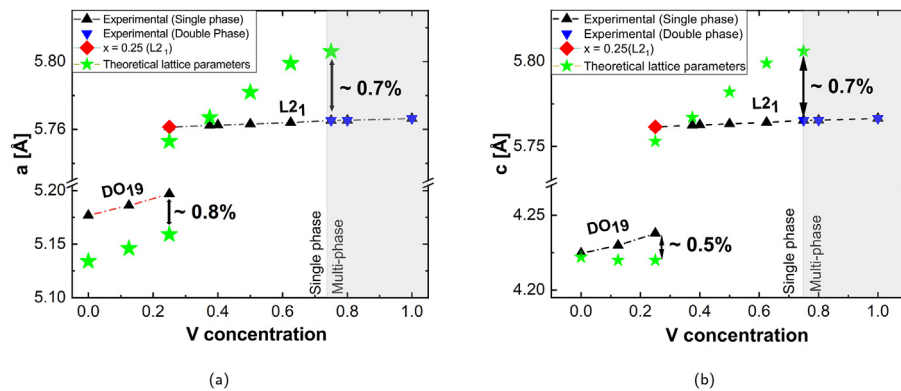 (a)
Experimental (Single phase)
Experimental (Double Phase)
x = 0.25(L2₁)
Theoretical lattice parameters
5.80
5.76
5.20
5.15
5.10
a [Å]
~ 0.7%
L2₁
DO19
~ 0.8%
Single phase
Multi-phase
0.0 0.2 0.4 0.6 0.8 1.0
V concentration
(a)
(b)
Experimental (Single phase)
Experimental (Double Phase)
x = 0.25(L2₁)
Theoretical lattice parameters
5.80
5.75
4.25
4.20
c [Å]
~ 0.7%
L2₁
DO19
~ 0.5%
Single phase
Multi-phase
0.0 0.2 0.4 0.6 0.8 1.0
V concentration
(b)